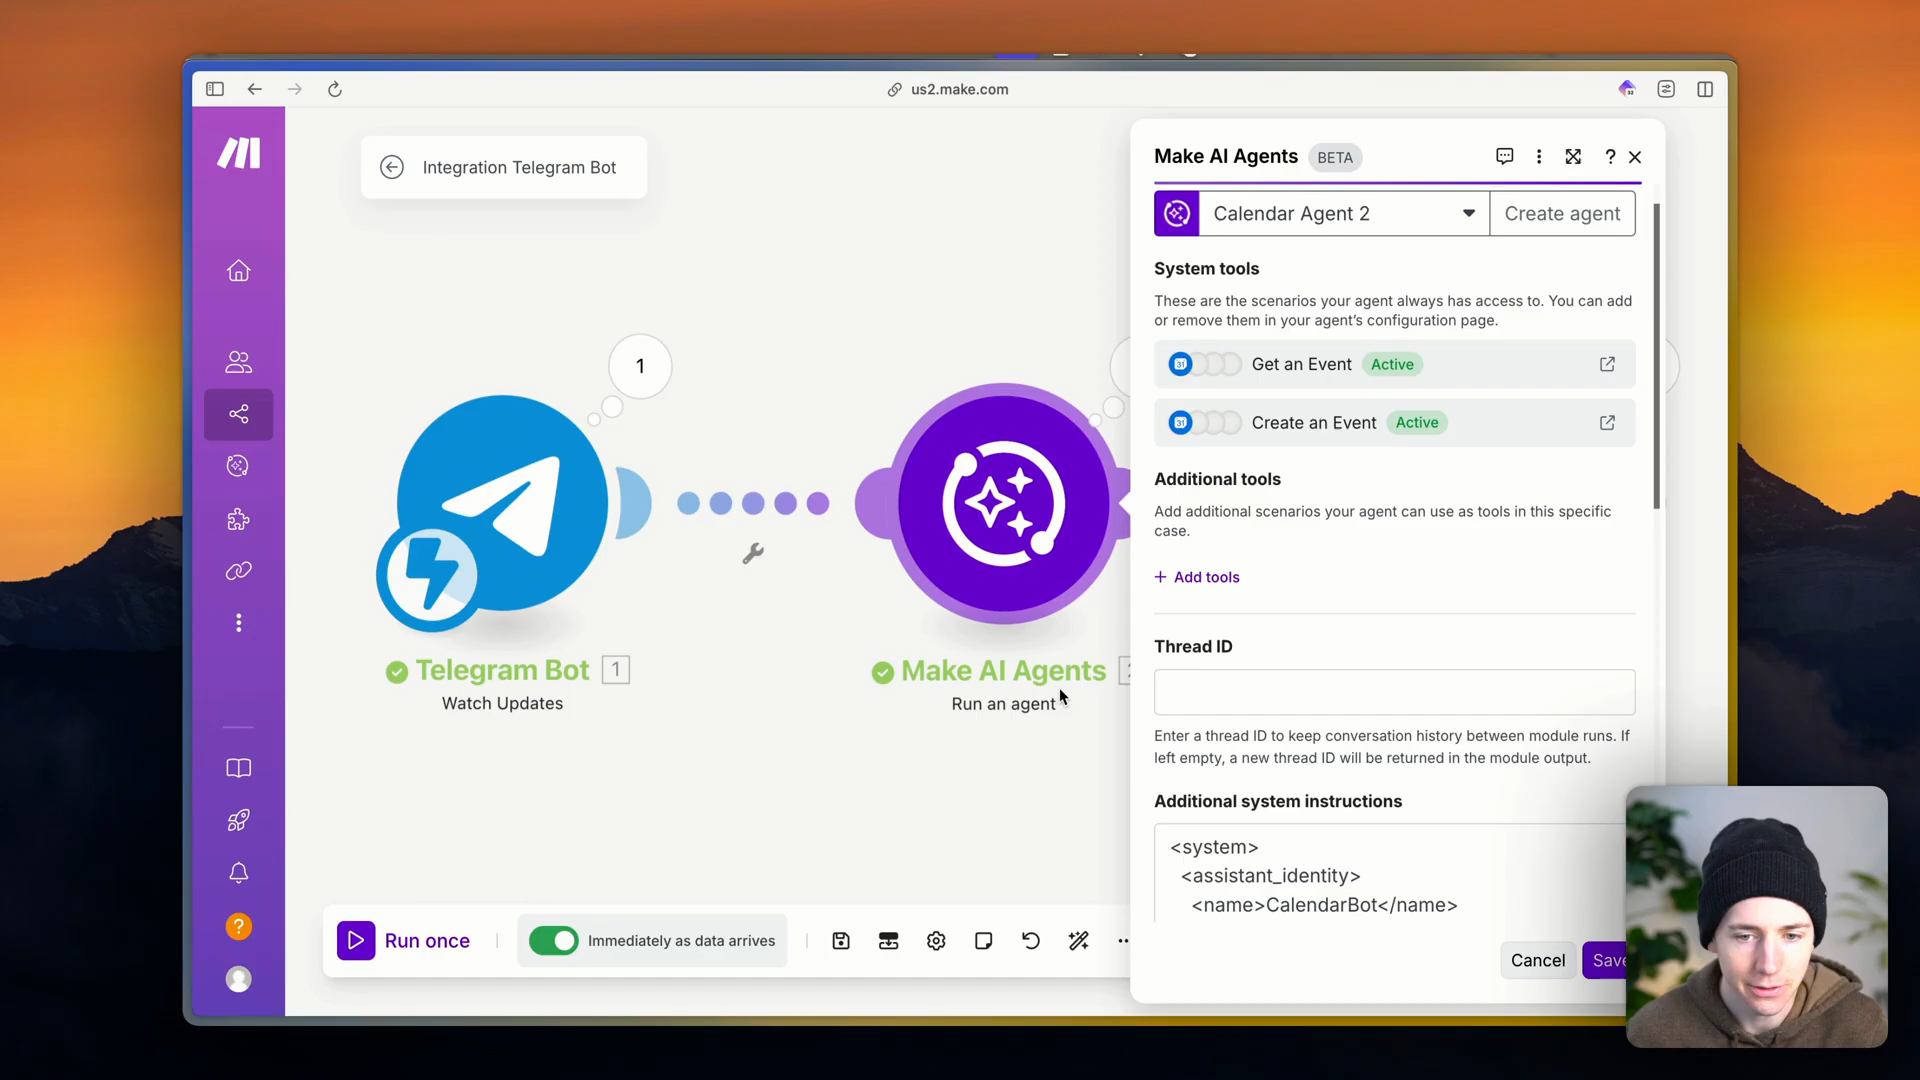 us2.make.com
32
Integration Telegram Bot
Make AI Agents BETA
?
Calendar Agent 2
Create agent
System tools
These are the scenarios your agent always has access to. You can add
or remove them in your agent's configuration page.
31 Get an Event Active
31 Create an Event Active
Additional tools
Add additional scenarios your agent can use as tools in this specific
case.
+ Add tools
Thread ID
Enter a thread ID to keep conversation history between module runs. If
left empty, a new thread ID will be returned in the module output.
Additional system instructions
<system>
<assistant_identity>
<name>CalendarBot</name>
Cancel
Save
1
Telegram Bot 1
Watch Updates
Make AI Agents
Run an agent
Run once
Immediately as data arrives
?